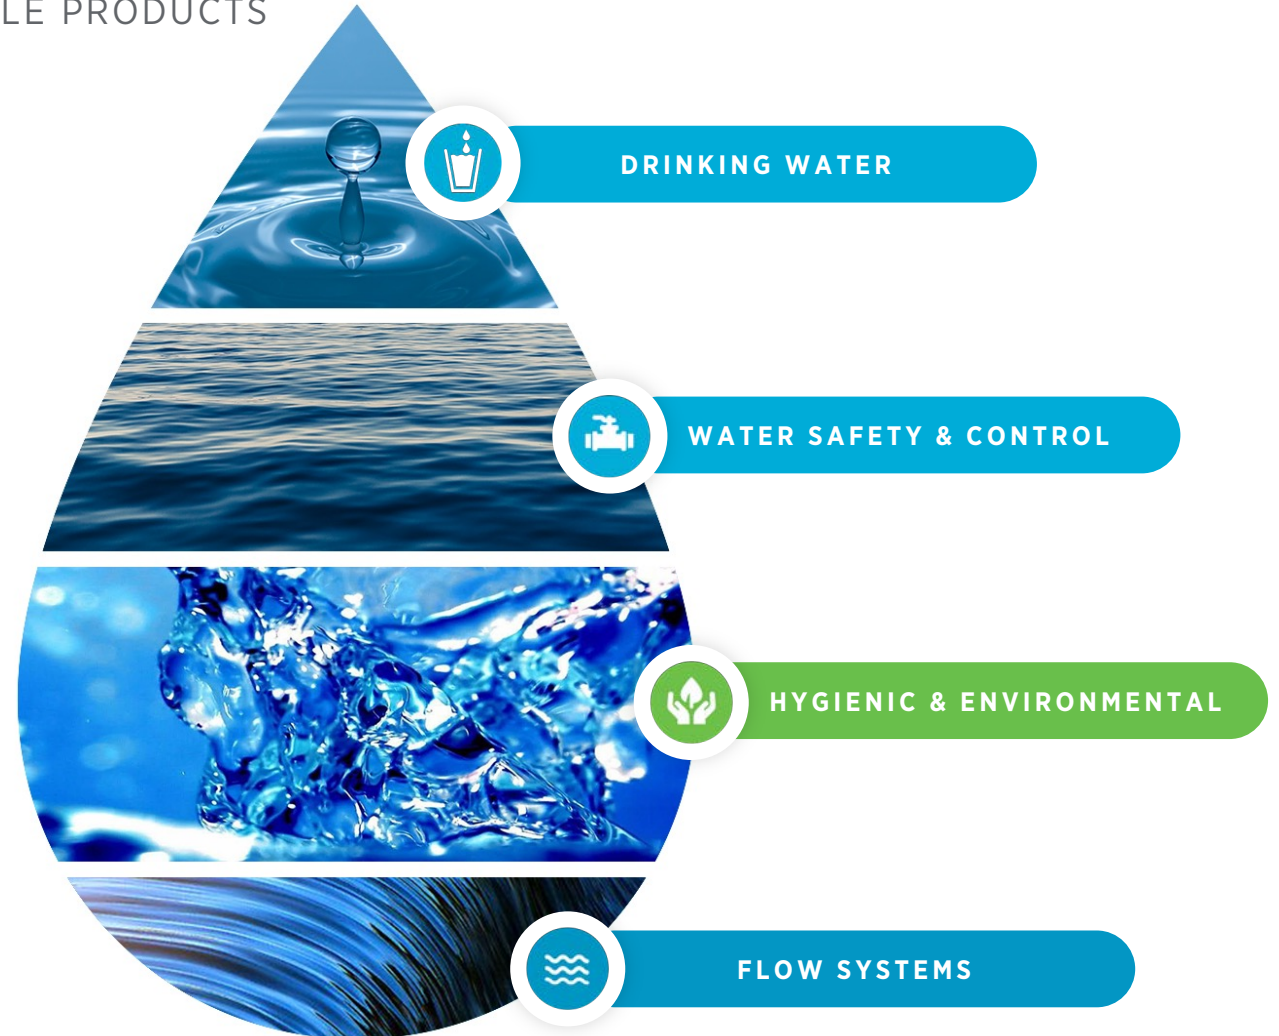 LE PRODUCTS
DRINKING WATER
WATER SAFETY & CONTROL
HYGIENIC & ENVIRONMENTAL
FLOW SYSTEMS